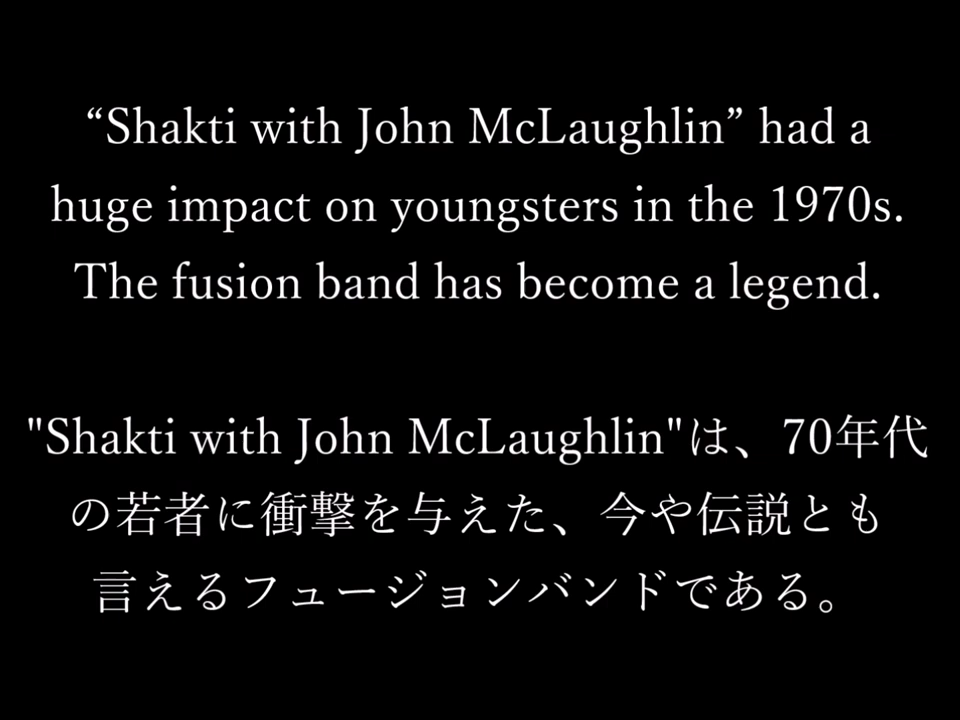 “Shakti with John McLaughlin” had a
huge impact on youngsters in the 1970s.
The fusion band has become a legend.
"Shakti with John McLaughlin"は、70年代
の若者に衝撃を与えた、今や伝説とも
言えるフュージョンバンドである。